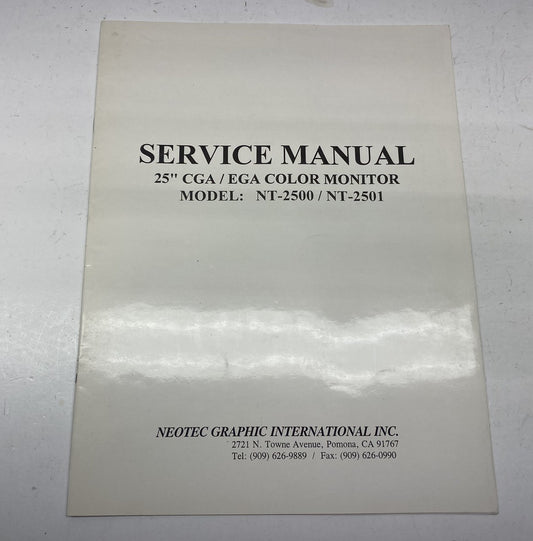 SERVICE MANUAL
25" CGA / EGA COLOR MONITOR
MODEL: NT-2500 / NT-2501
NEOTEC GRAPHIC INTERNATIONAL INC.
2721 N. Towne Avenue, Pomona, CA 91767
Tel: (909) 626-9889 / Fax: (909) 626-0990